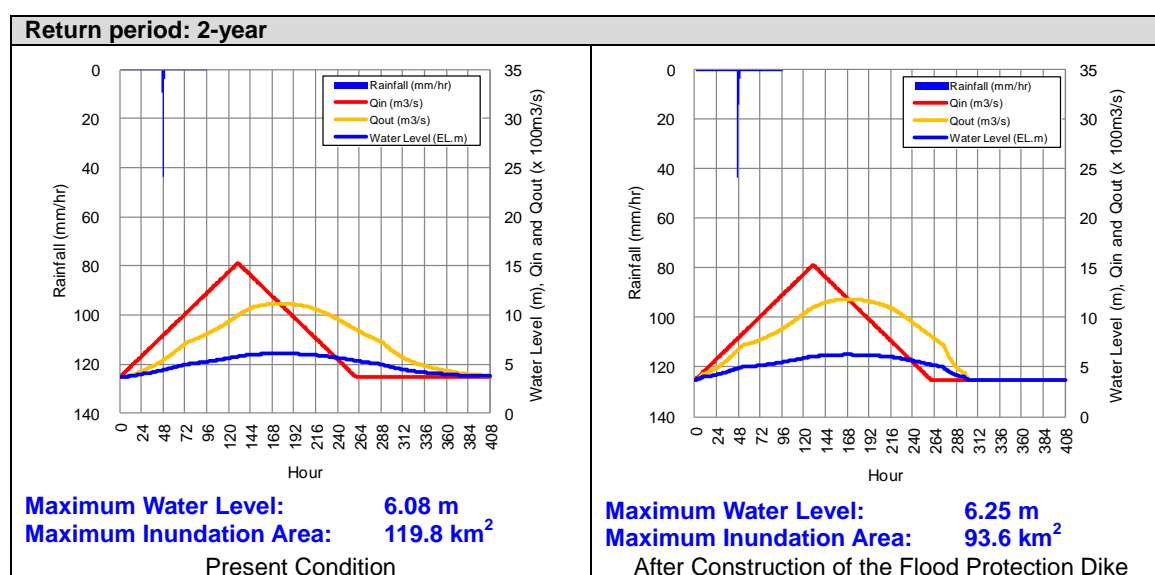 Return period: 2-year
0
20
40
60
80
100
120
140
Rainfall (mm/hr)
Rainfall (mm/hr)
Qin (m3/s)
Qout (m3/s)
Water Level (EL.m)
35
30
25
20
15
10
5
0
Water Level (m), Qin and Qout (x 100m3/s)
0 24 48 72 96 120 144 168 192 216 240 264 288 312 336 360 384 408
Hour
Maximum Water Level: 6.08 m
Maximum Inundation Area: 119.8 km²
Present Condition
0
20
40
60
80
100
120
140
Rainfall (mm/hr)
Rainfall (mm/hr)
Qin (m3/s)
Qout (m3/s)
Water Level (EL.m)
35
30
25
20
15
10
5
0
Water Level (m), Qin and Qout (x 100m3/s)
0 24 48 72 96 120 144 168 192 216 240 264 288 312 336 360 384 408
Hour
Maximum Water Level: 6.25 m
Maximum Inundation Area: 93.6 km²
After Construction of the Flood Protection Dike